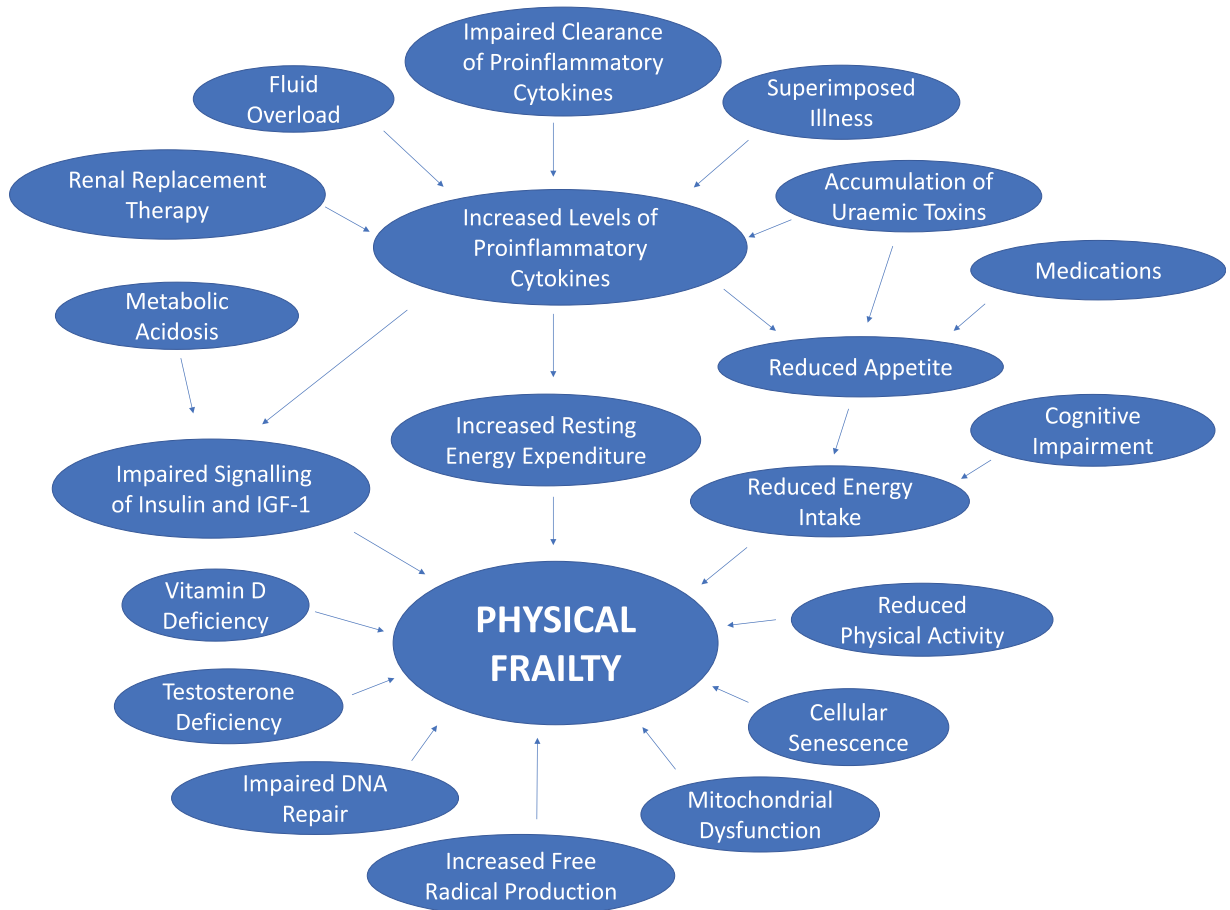 Impaired Clearance
of Proinflammatory
Cytokines
Fluid
Overload
Superimposed
Illness
Renal Replacement
Therapy
Increased Levels of
Proinflammatory
Cytokines
Accumulation of
Uraemic Toxins
Medications
Metabolic
Acidosis
Reduced Appetite
Increased Resting
Energy Expenditure
Cognitive
Impairment
Impaired Signalling
of Insulin and IGF-1
Reduced Energy
Intake
Vitamin D
Deficiency
PHYSICAL
FRAILTY
Reduced
Physical Activity
Testosterone
Deficiency
Cellular
Senescence
Impaired DNA
Repair
Mitochondrial
Dysfunction
Increased Free
Radical Production